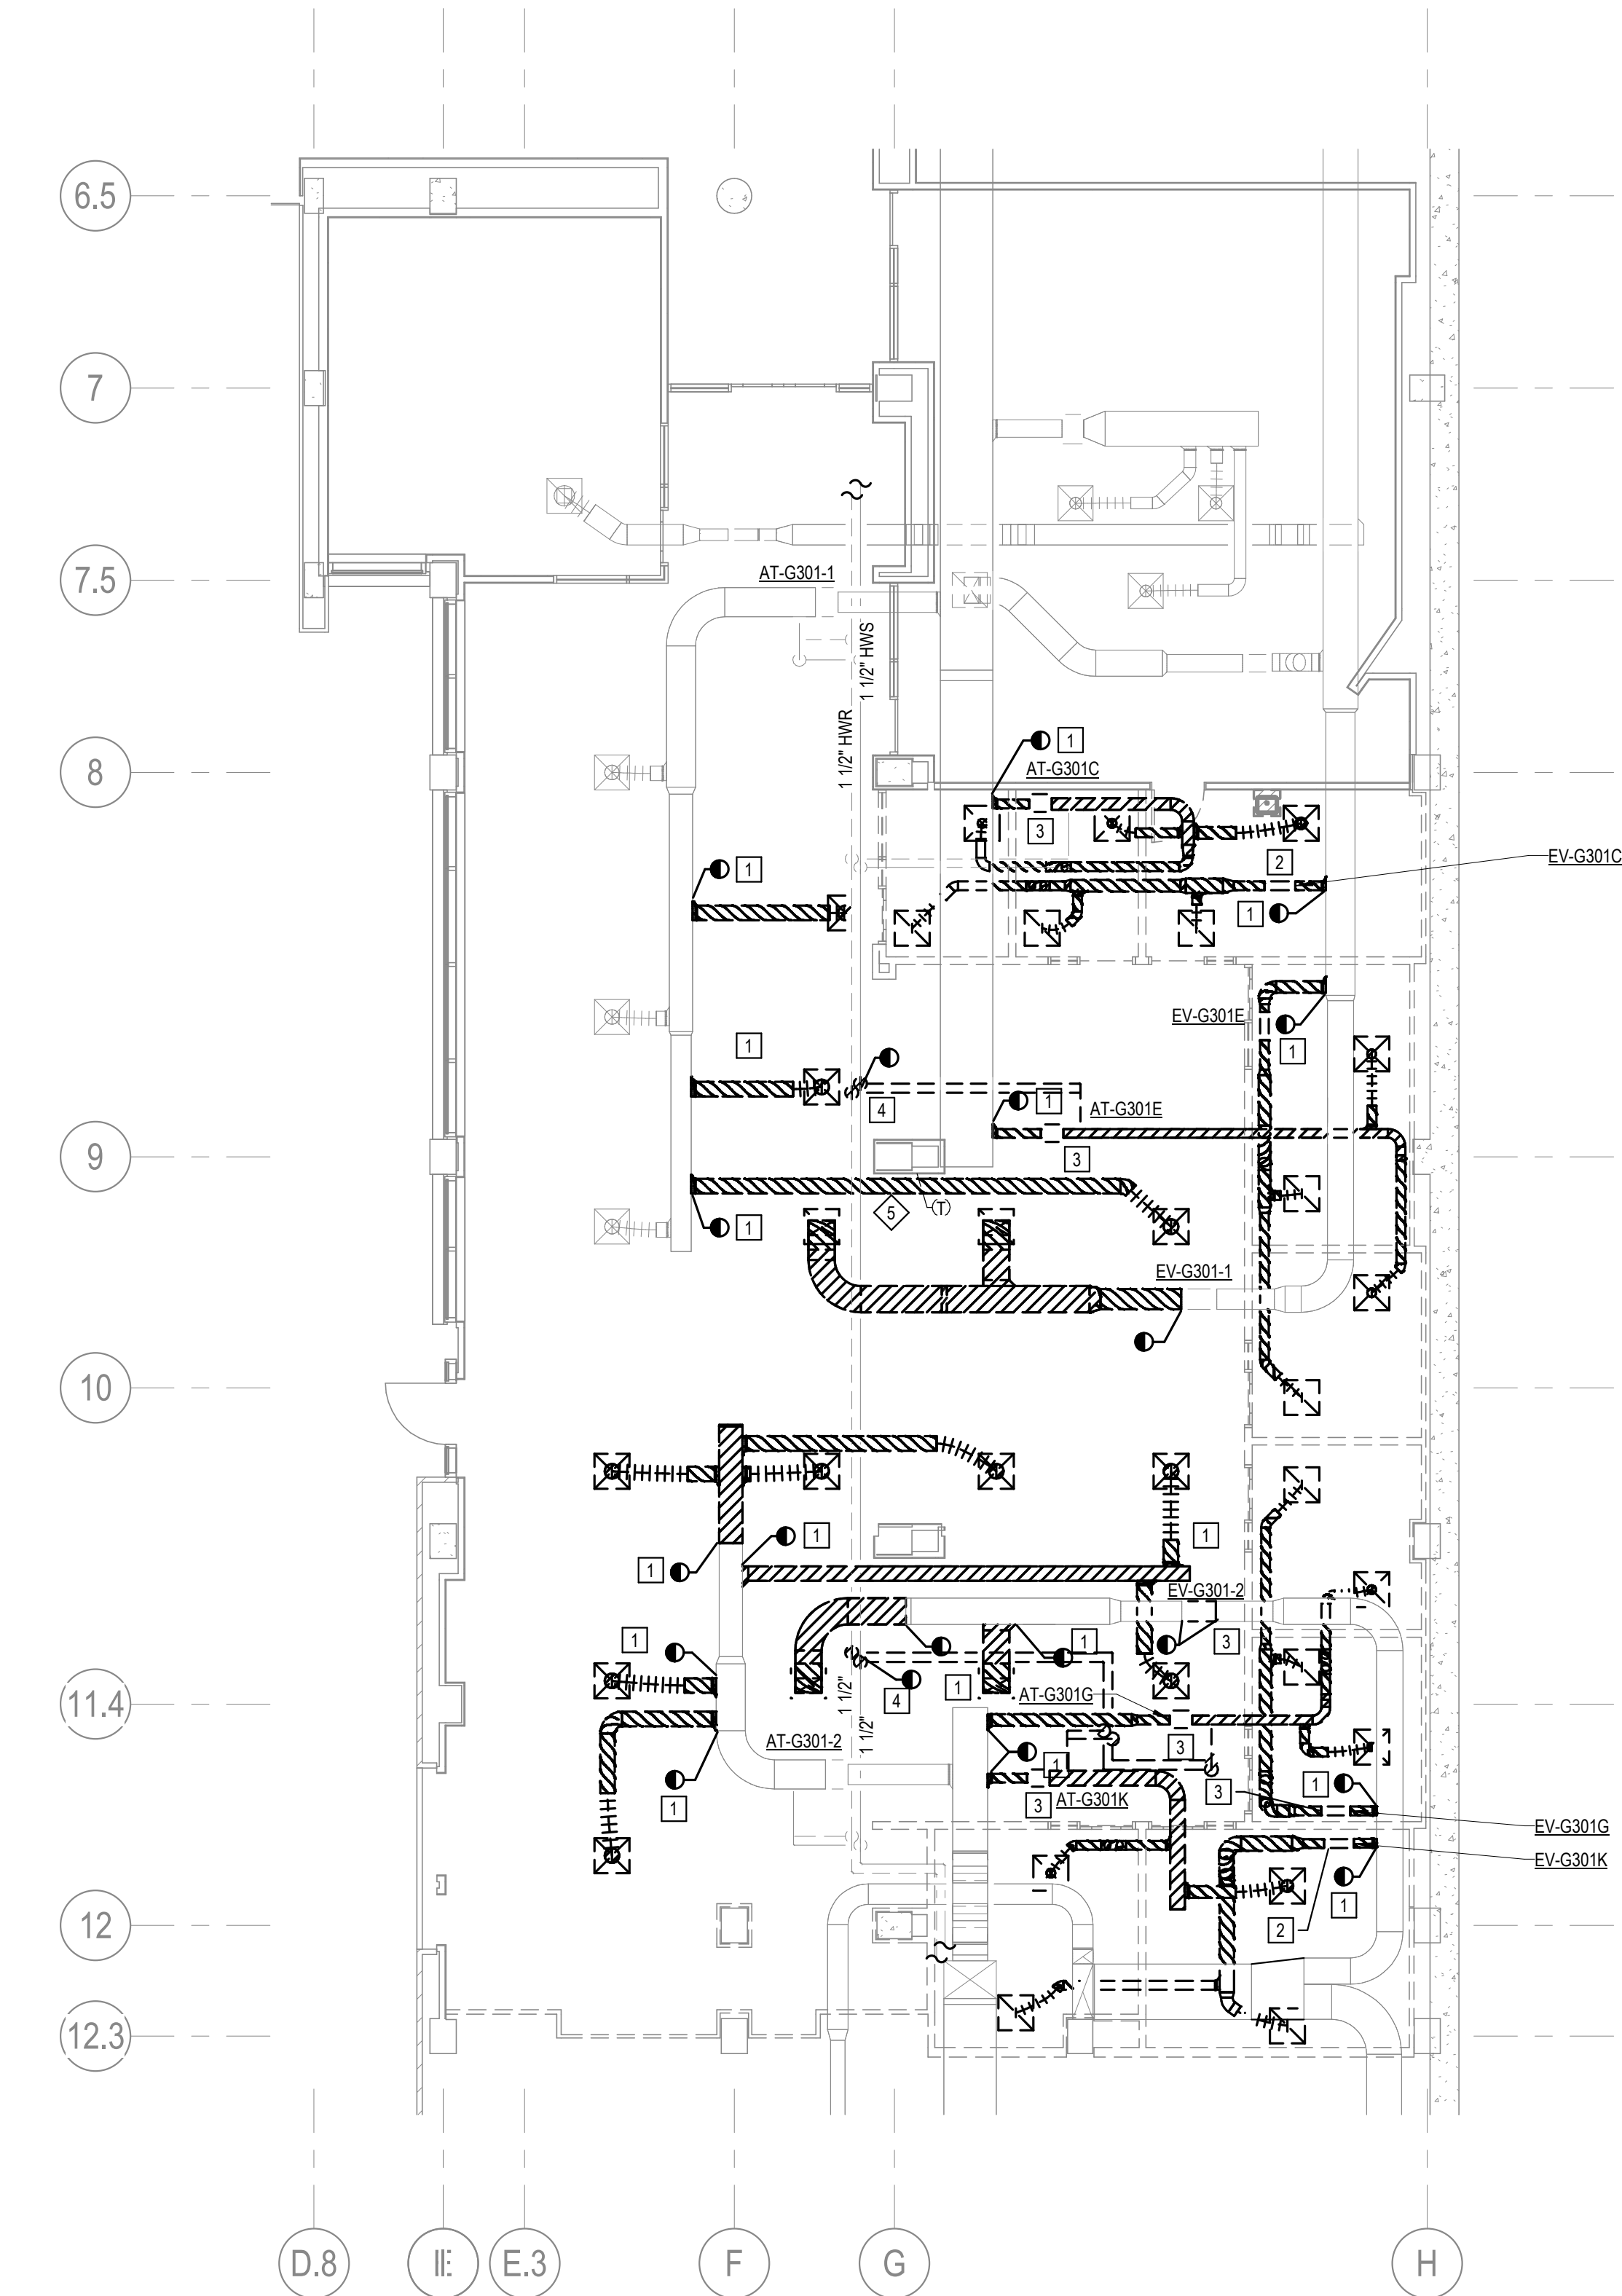 6.5
7
7.5
AT-G301-1
1 1/2" HWS
1 1/2" HWR
8
1
AT-G301C
3
2
EV-G301C
1
1
EV-G301E
1
1
4
1
AT-G301E
3
9
1
5
(T)
EV-G301-1
10
1
1
1
EV-G301-2
1
1
3
11.4
1 1/2"
4
1
AT-G301G
1 1/2"
AT-G301-2
3
1
1
AT-G301K
3
3
1
1
EV-G301G
EV-G301K
1
2
12
12.3
D.8
E.3
F
G
H